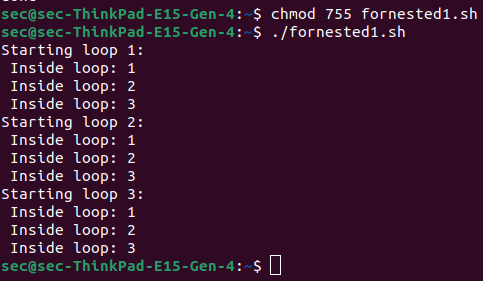 sec@sec-ThinkPad-E15-Gen-4:~$ chmod 755 fornested1.sh
sec@sec-ThinkPad-E15-Gen-4:~$ ./fornested1.sh
Starting loop 1:
 Inside loop: 1
 Inside loop: 2
 Inside loop: 3
Starting loop 2:
 Inside loop: 1
 Inside loop: 2
 Inside loop: 3
Starting loop 3:
 Inside loop: 1
 Inside loop: 2
 Inside loop: 3
sec@sec-ThinkPad-E15-Gen-4:~$